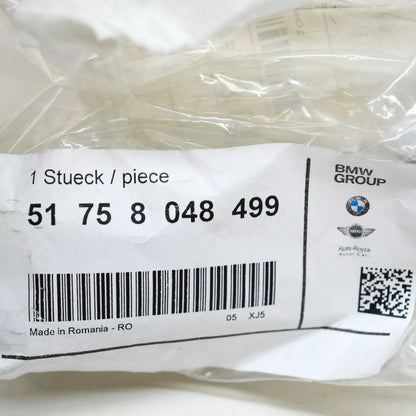 1 Stueck / piece
51 75 8 048 499
Made in Romania - RO
05 XJ5
BMW
GROUP
MINI
Rolls-Royce
Motor Cars